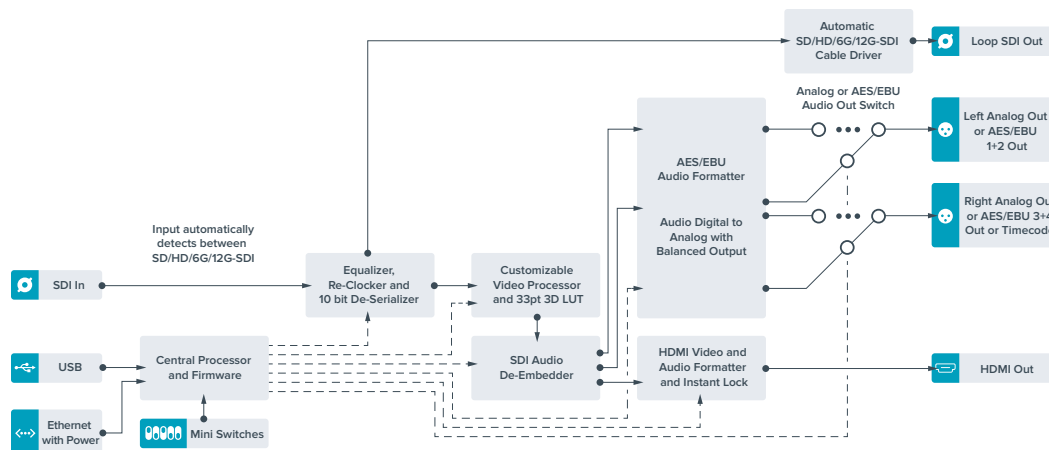 Automatic
SD/HD/6G/12G-SDI
Cable Driver
Loop SDI Out
Analog or AES/EBU
Audio Out Switch
Left Analog Out
or AES/EBU
1+2 Out
AES/EBU
Audio Formatter
Audio Digital to
Analog with
Balanced Output
Right Analog
or AES/EBU
Out or Timecode
Input automatically
detects between
SD/HD/6G/12G-SDI
SDI In
Equalizer,
Re-Clocker and
10 bit De-Serializer
Customizable
Video Processor
and 33pt 3D LUT
USB
Central Processor
and Firmware
SDI Audio
De-Embedder
HDMI Video and
Audio Formatter
and Instant Lock
HDMI Out
Ethernet
with Power
Mini Switches